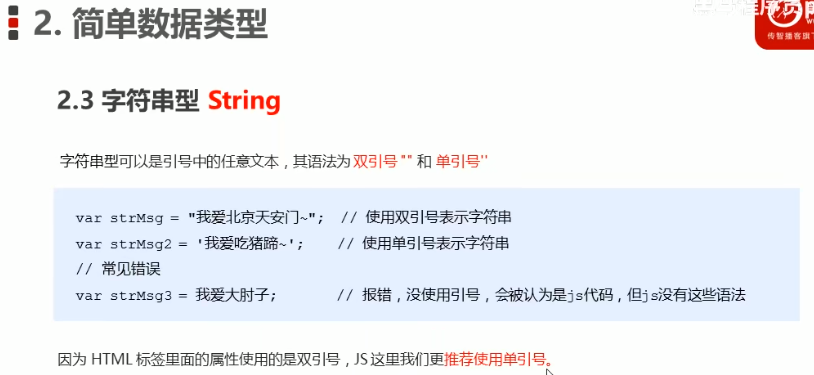 2. 简单数据类型
传智播客旗下
2.3 字符串型 String
字符串型可以是引号中的任意文本，其语法为 双引号 "" 和 单引号''
var strMsg = "我爱北京天安门~"; // 使用双引号表示字符串
var strMsg2 = '我爱吃猪蹄~'; // 使用单引号表示字符串
// 常见错误
var strMsg3 = 我爱大肘子; // 报错，没使用引号，会被认为是js代码，但js没有这些语法
因为 HTML 标签里面的属性使用的是双引号，JS 这里我们更推荐使用单引号。